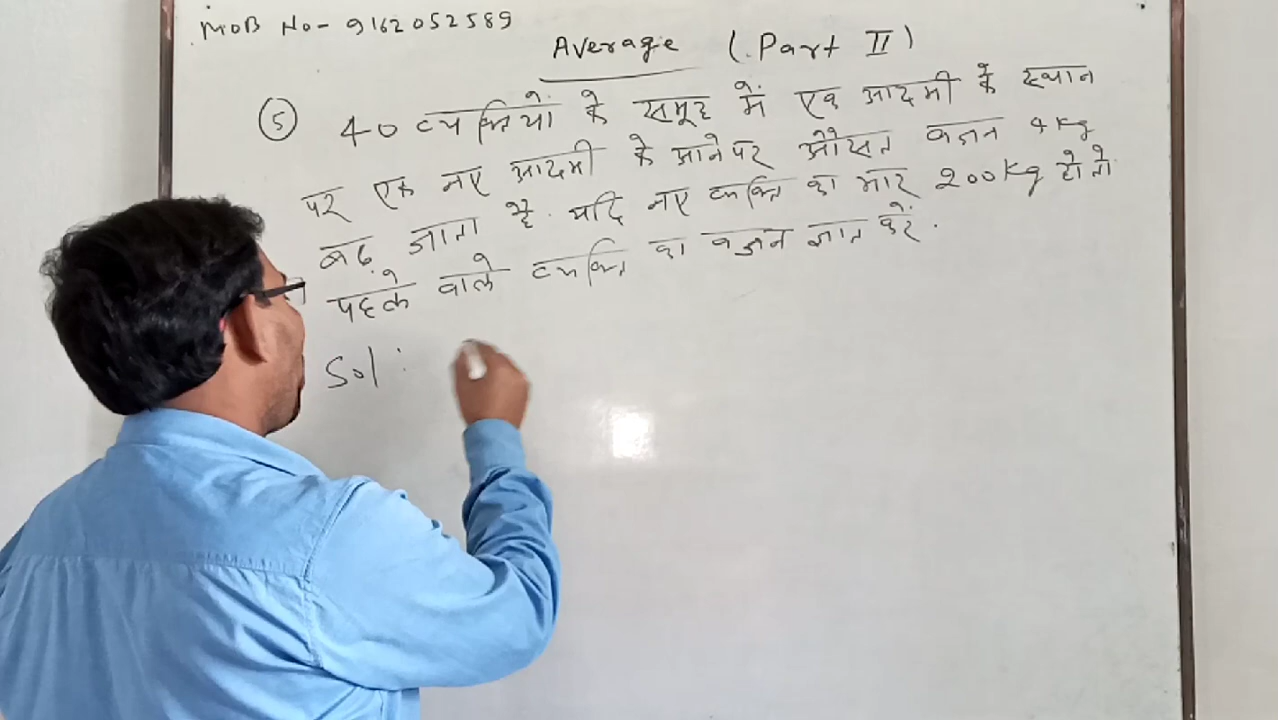 MOB No- 9162052589
Average (Part II)
(5) 40 व्यक्तियों के समूह में एक आदमी के स्थान
पर एक नए आदमी के आनेपर औसत वजन 4 kg
बढ़ जाता है. यदि नए व्यक्ति का भार 200 kg हो तो
पहले वाले व्यक्ति का वजन ज्ञात करें.
Sol: